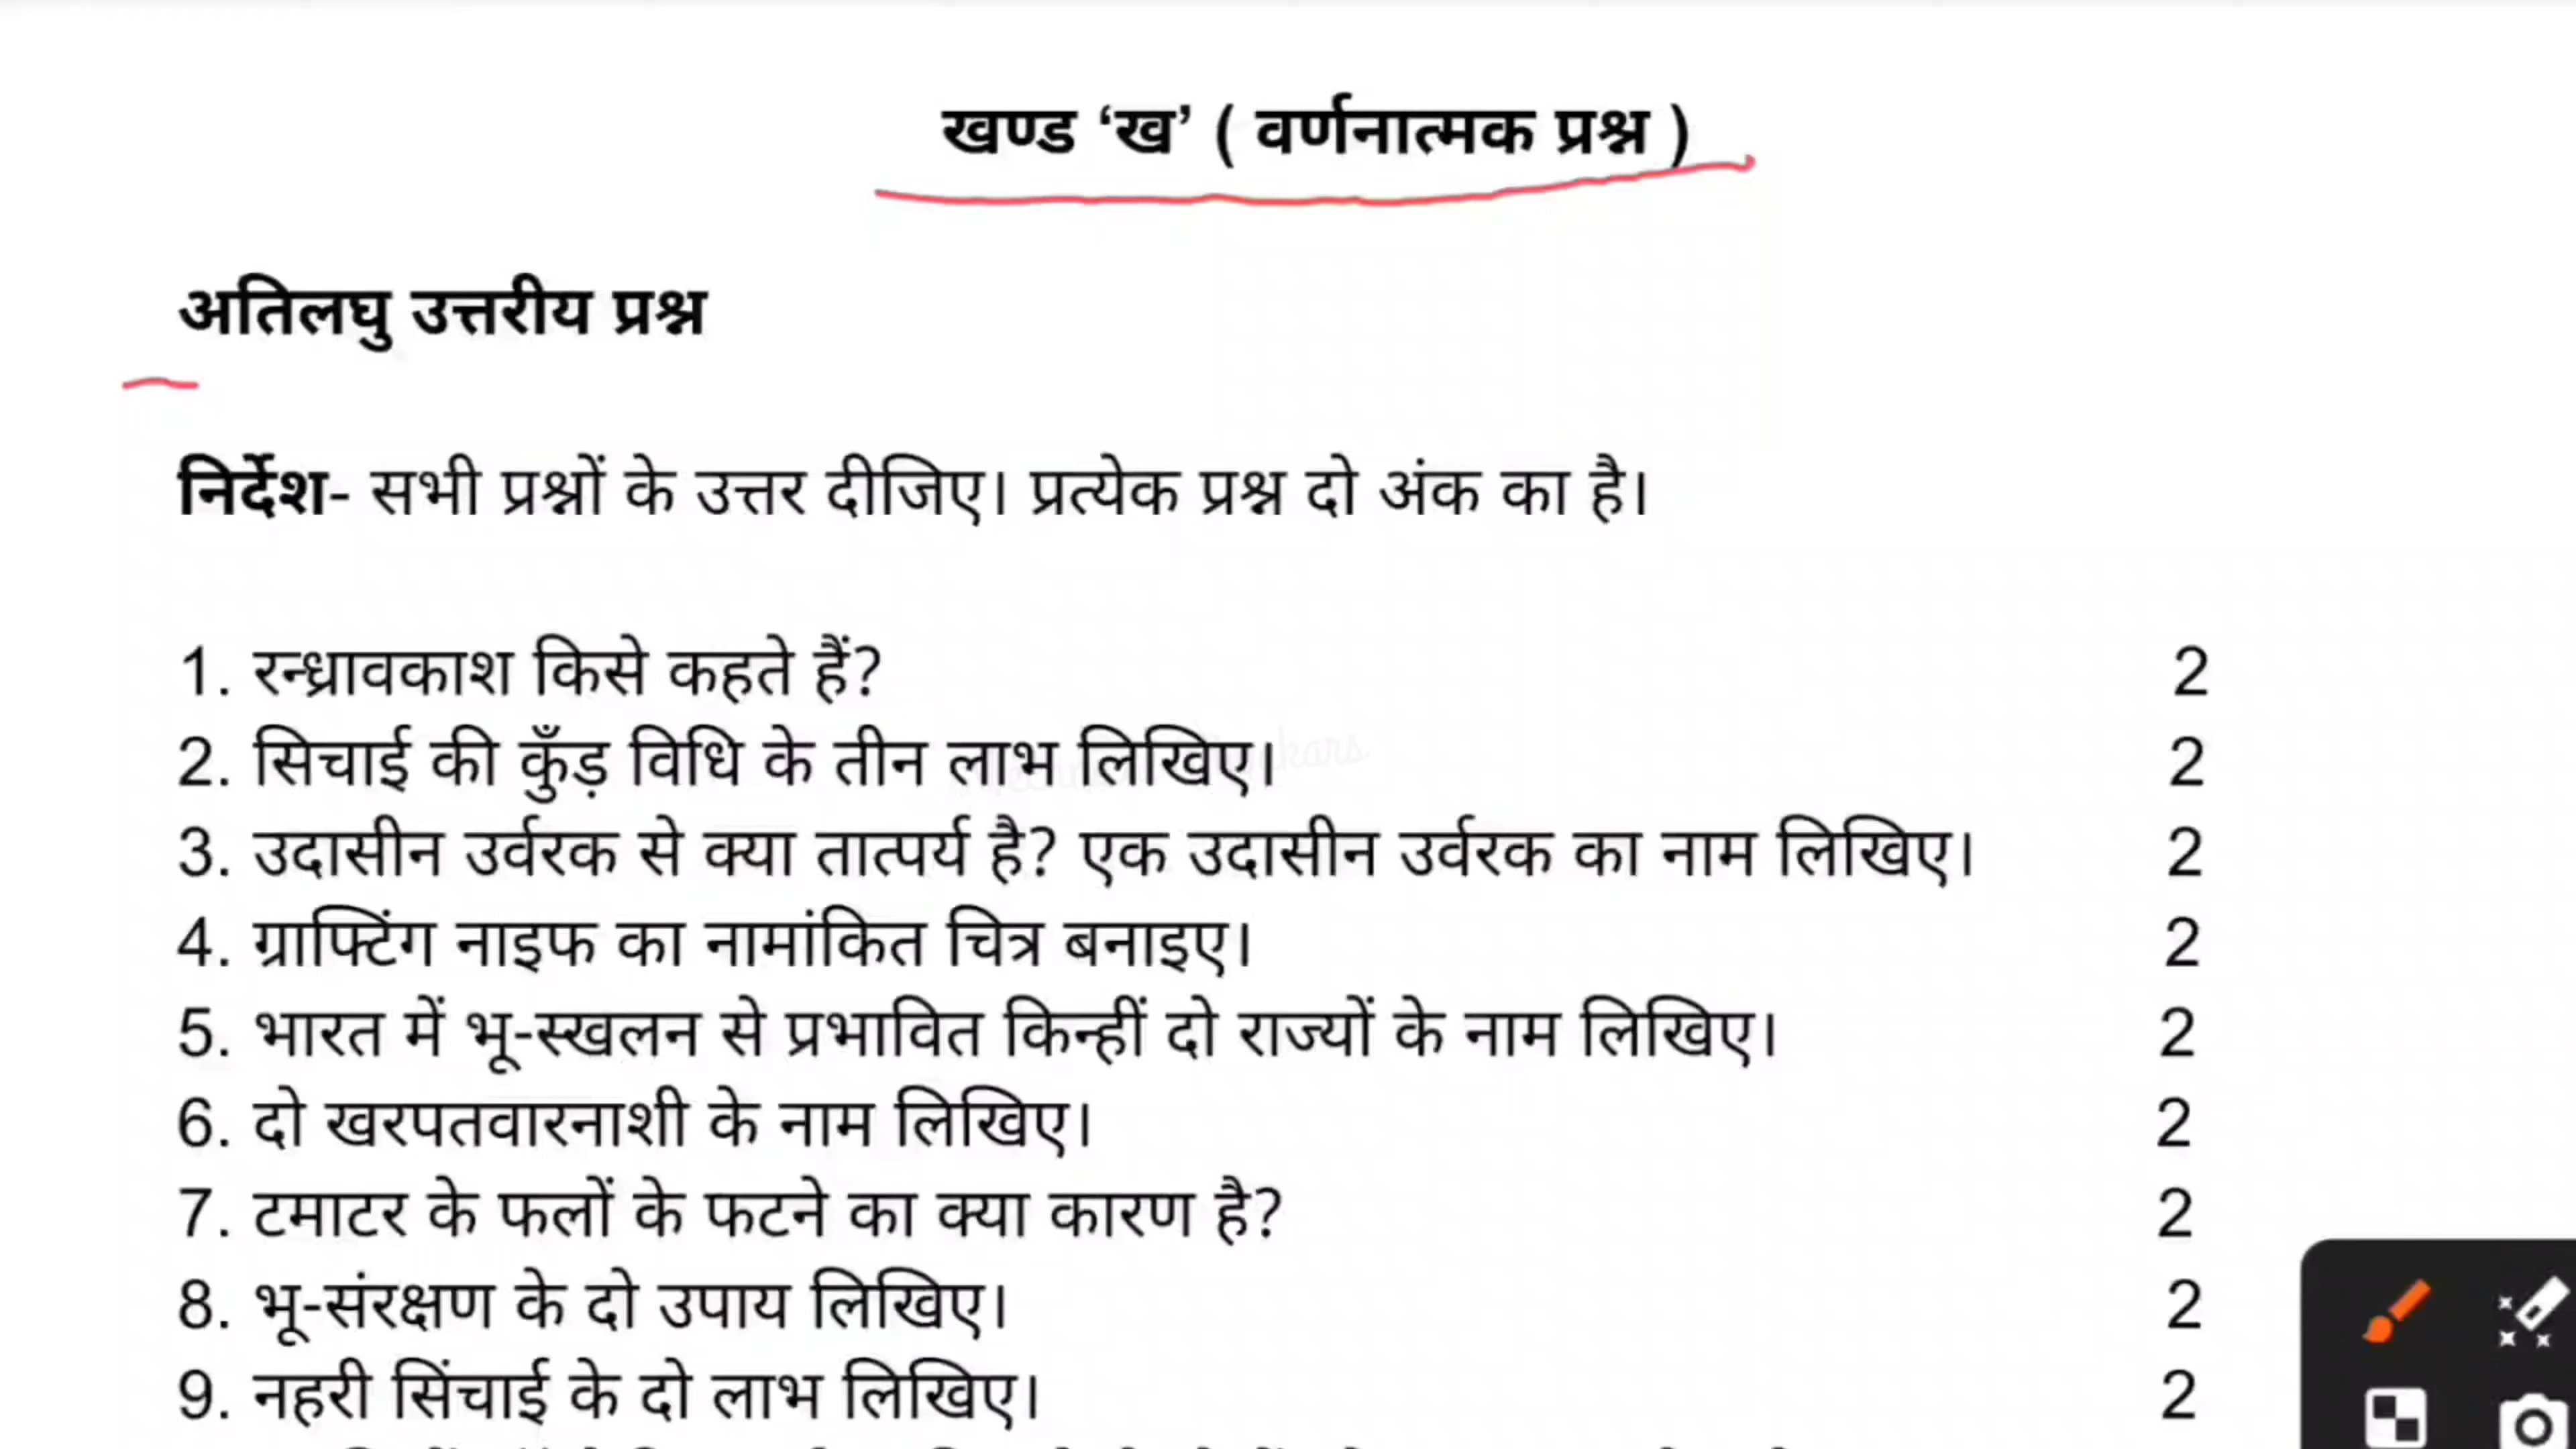 खण्ड ‘ख’ ( वर्णनात्मक प्रश्न )
अतिलघु उत्तरीय प्रश्न
निर्देश- सभी प्रश्नों के उत्तर दीजिए। प्रत्येक प्रश्न दो अंक का है।
1. रन्ध्रावकाश किसे कहते हैं? 2
2. सिचाई की कुँड़ विधि के तीन लाभ लिखिए। 2
3. उदासीन उर्वरक से क्या तात्पर्य है? एक उदासीन उर्वरक का नाम लिखिए। 2
4. ग्राफ्टिंग नाइफ का नामांकित चित्र बनाइए। 2
5. भारत में भू-स्खलन से प्रभावित किन्हीं दो राज्यों के नाम लिखिए। 2
6. दो खरपतवारनाशी के नाम लिखिए। 2
7. टमाटर के फलों के फटने का क्या कारण है? 2
8. भू-संरक्षण के दो उपाय लिखिए। 2
9. नहरी सिंचाई के दो लाभ लिखिए। 2